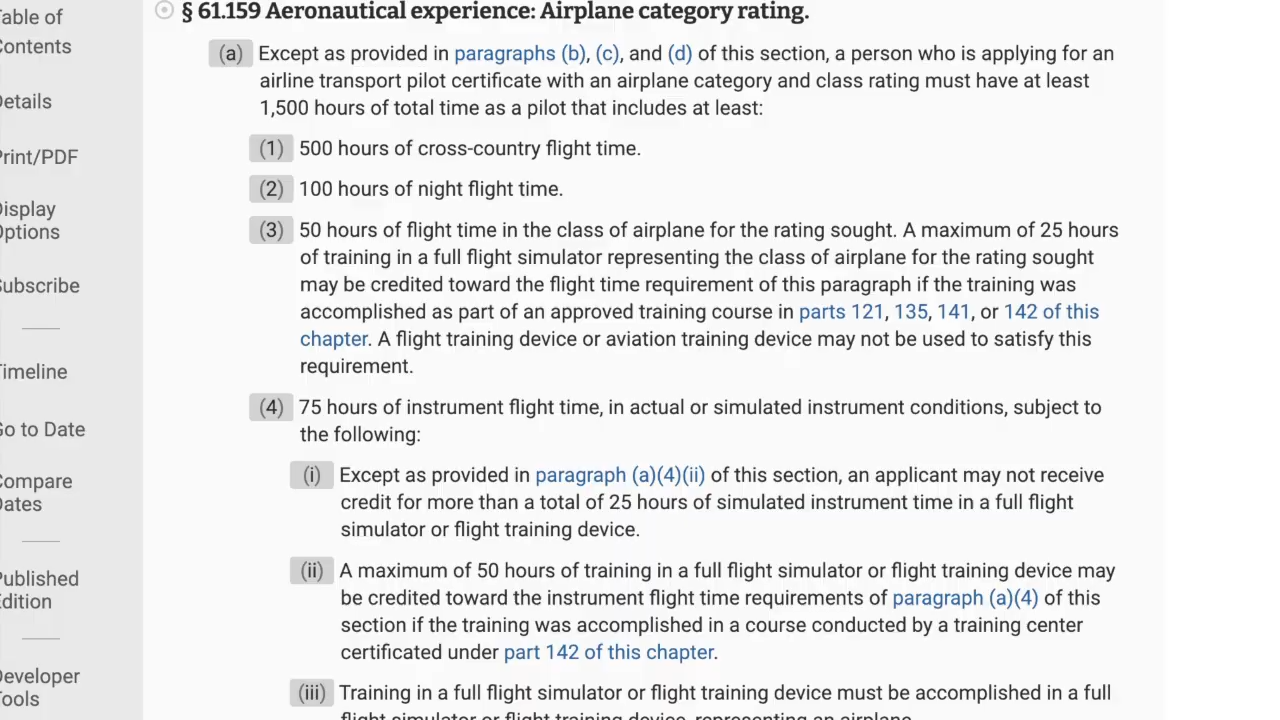 Table of
Contents
Details
Print/PDF
Display
Options
Subscribe
Timeline
Go to Date
Compare
Dates
Published
Edition
Developer
Tools
§ 61.159 Aeronautical experience: Airplane category rating.
(a) Except as provided in paragraphs (b), (c), and (d) of this section, a person who is applying for an
airline transport pilot certificate with an airplane category and class rating must have at least
1,500 hours of total time as a pilot that includes at least:
(1) 500 hours of cross-country flight time.
(2) 100 hours of night flight time.
(3) 50 hours of flight time in the class of airplane for the rating sought. A maximum of 25 hours
of training in a full flight simulator representing the class of airplane for the rating sought
may be credited toward the flight time requirement of this paragraph if the training was
accomplished as part of an approved training course in parts 121, 135, 141, or 142 of this
chapter. A flight training device or aviation training device may not be used to satisfy this
requirement.
(4) 75 hours of instrument flight time, in actual or simulated instrument conditions, subject to
the following:
(i) Except as provided in paragraph (a)(4)(ii) of this section, an applicant may not receive
credit for more than a total of 25 hours of simulated instrument time in a full flight
simulator or flight training device.
(ii) A maximum of 50 hours of training in a full flight simulator or flight training device may
be credited toward the instrument flight time requirements of paragraph (a)(4) of this
section if the training was accomplished in a course conducted by a training center
certificated under part 142 of this chapter.
(iii) Training in a full flight simulator or flight training device must be accomplished in a full
flight simulator or flight training device, representing an airplane.